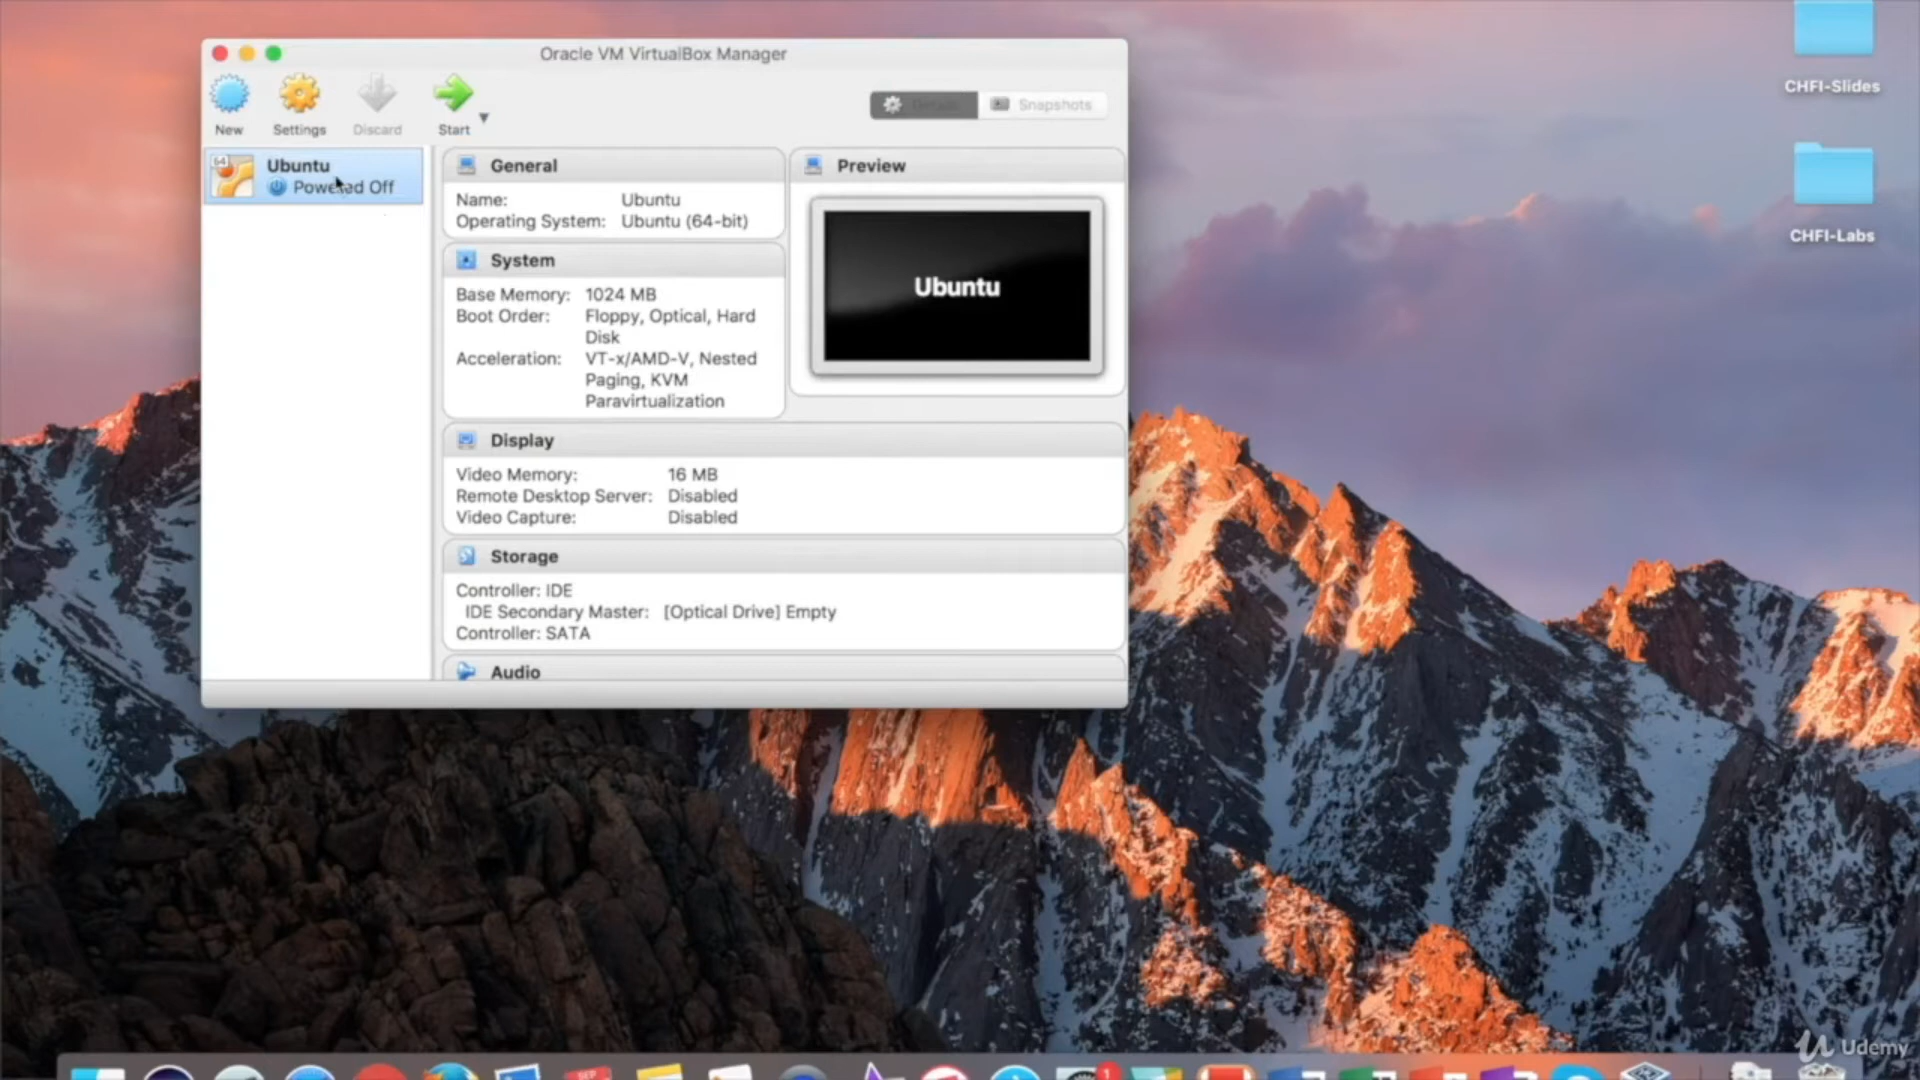 Oracle VM VirtualBox Manager
New
Settings
Discard
Start
Snapshots
64
Ubuntu
Powered Off
General
Name: Ubuntu
Operating System: Ubuntu (64-bit)
System
Base Memory: 1024 MB
Boot Order: Floppy, Optical, Hard
Disk
Acceleration: VT-x/AMD-V, Nested
Paging, KVM
Paravirtualization
Preview
Ubuntu
Display
Video Memory: 16 MB
Remote Desktop Server: Disabled
Video Capture: Disabled
Storage
Controller: IDE
IDE Secondary Master: [Optical Drive] Empty
Controller: SATA
Audio
CHFI-Slides
CHFI-Labs
SEP
1
Udemy